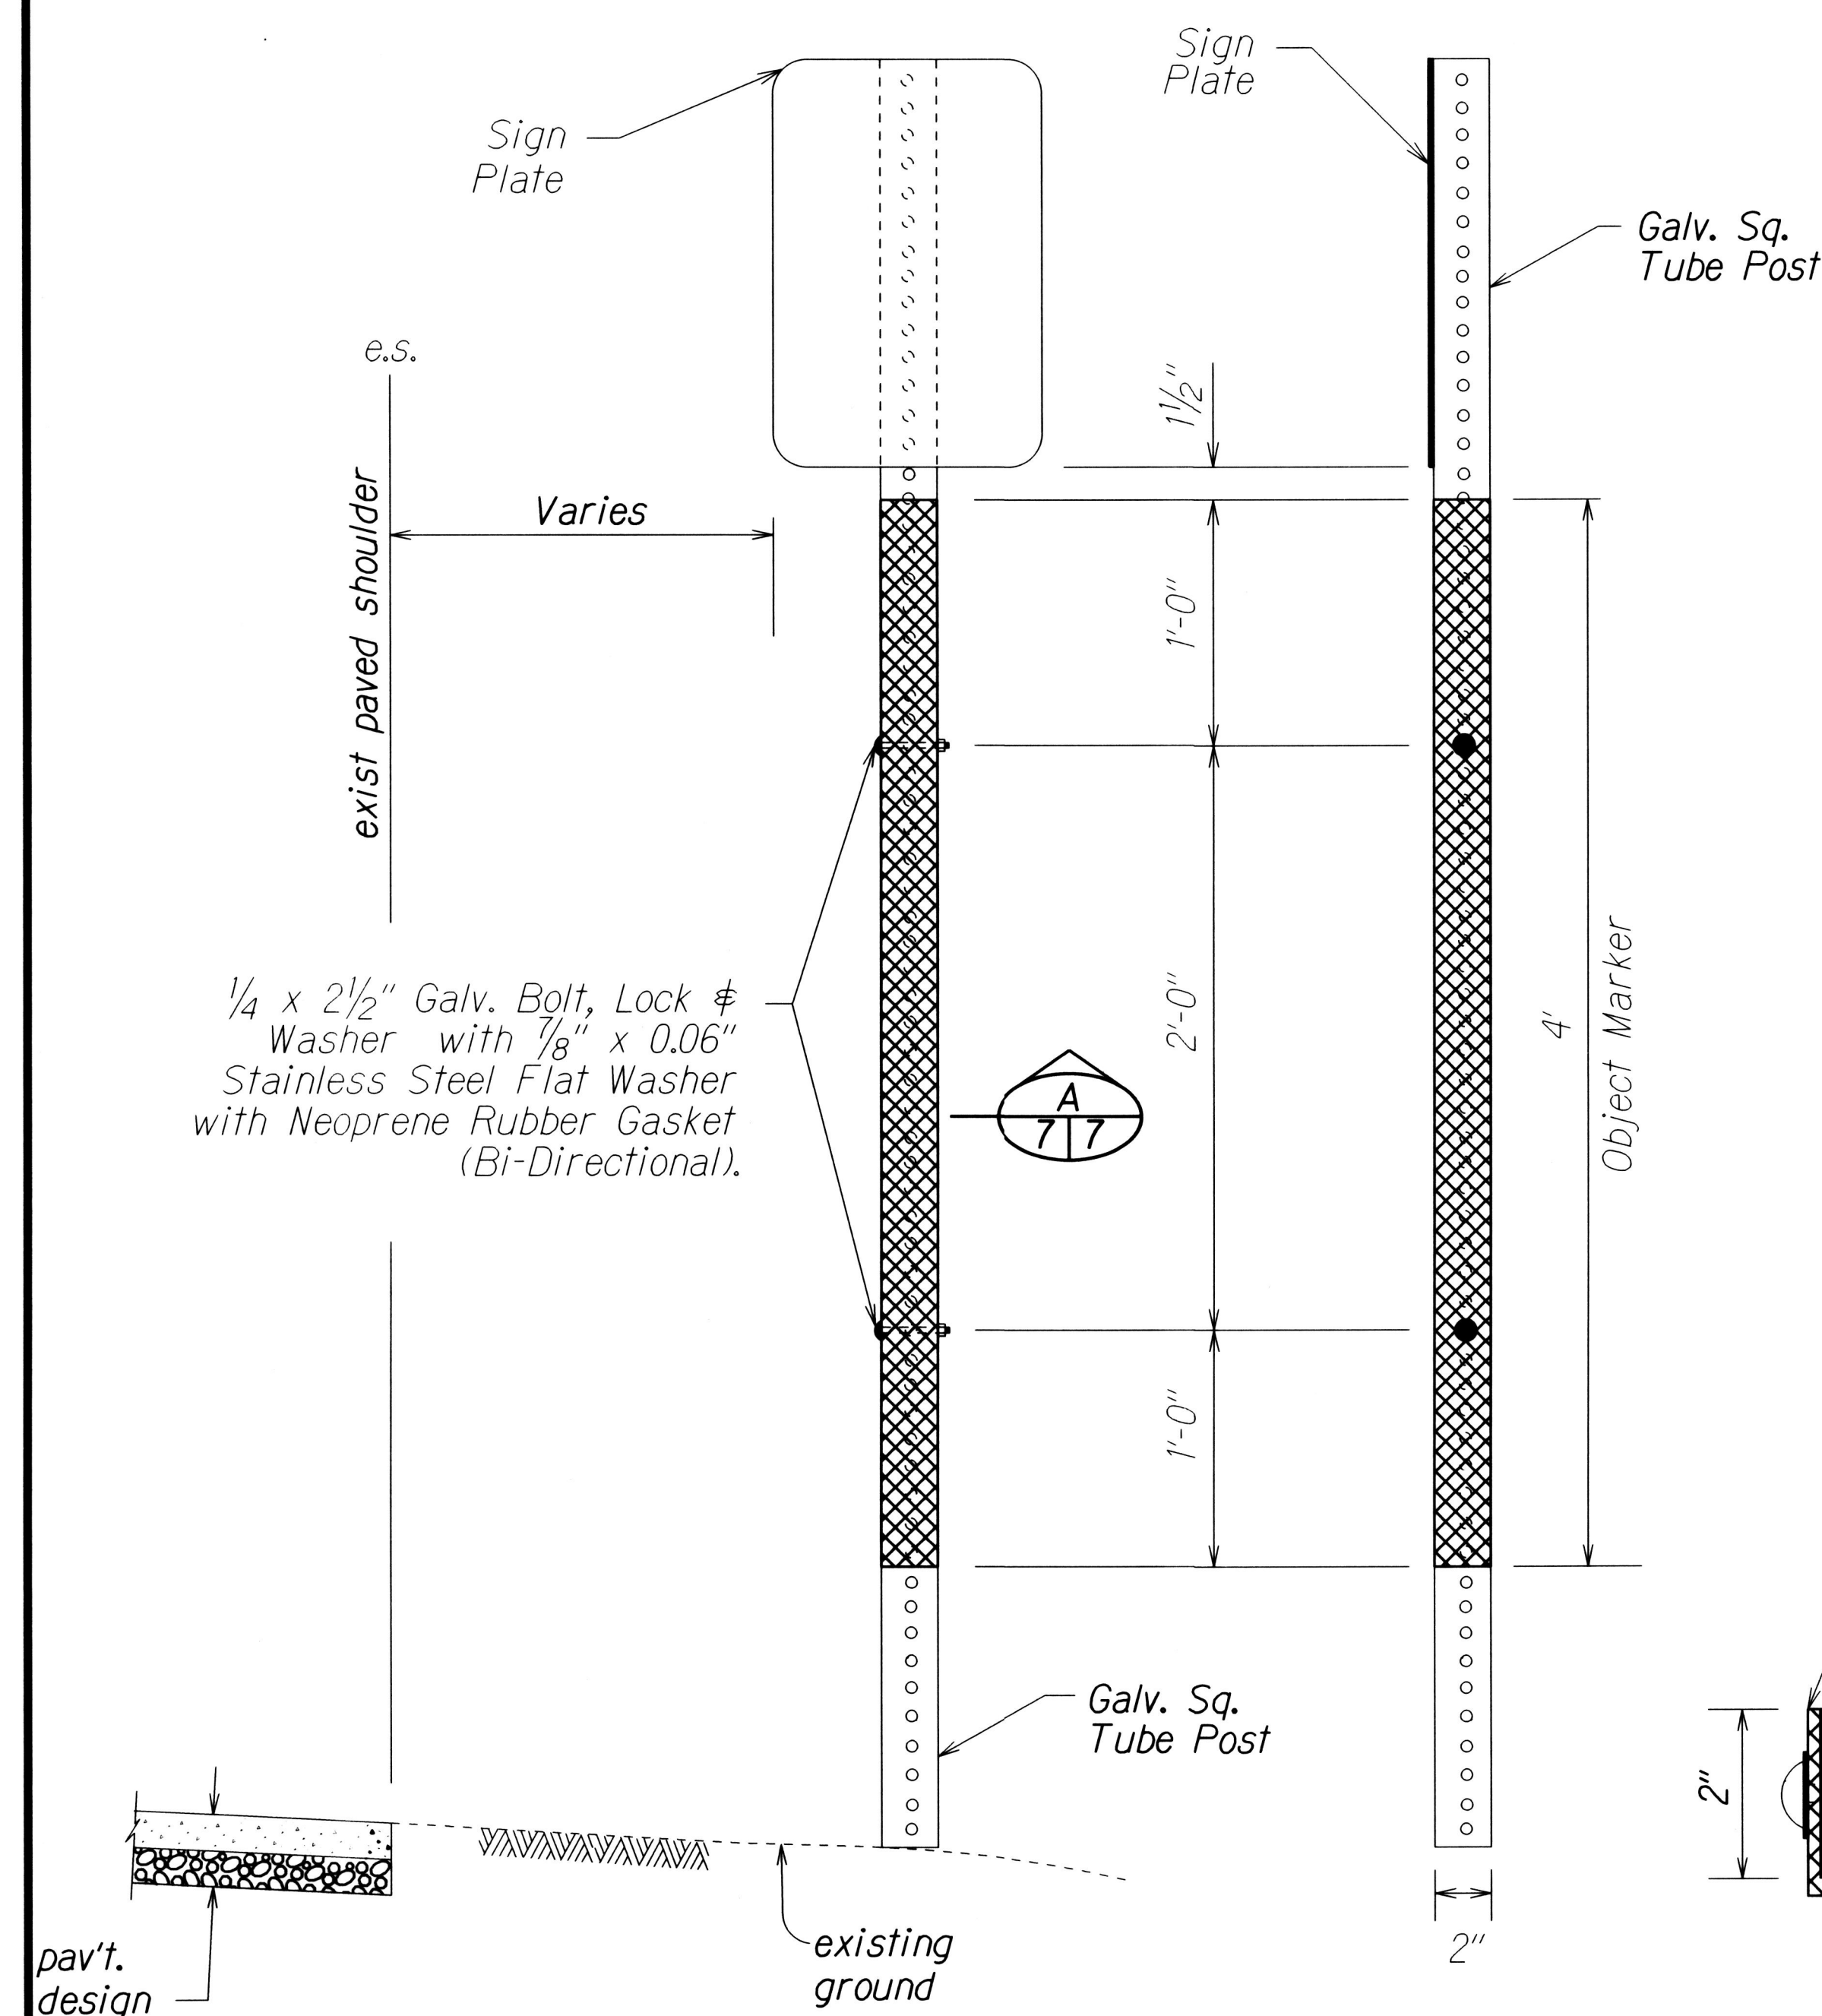 Sign
Plate
Sign
Plate
Galv. Sq.
Tube Post
e.s.
exist paved shoulder
Varies
1½"
1'-0"
2'-0"
1'-0"
4'
Object Marker
¼ x 2½" Galv. Bolt, Lock &
Washer with ⅞" x 0.06"
Stainless Steel Flat Washer
with Neoprene Rubber Gasket
(Bi-Directional).
A
7 7
Galv. Sq.
Tube Post
2"
2"
existing
ground
pav't.
design